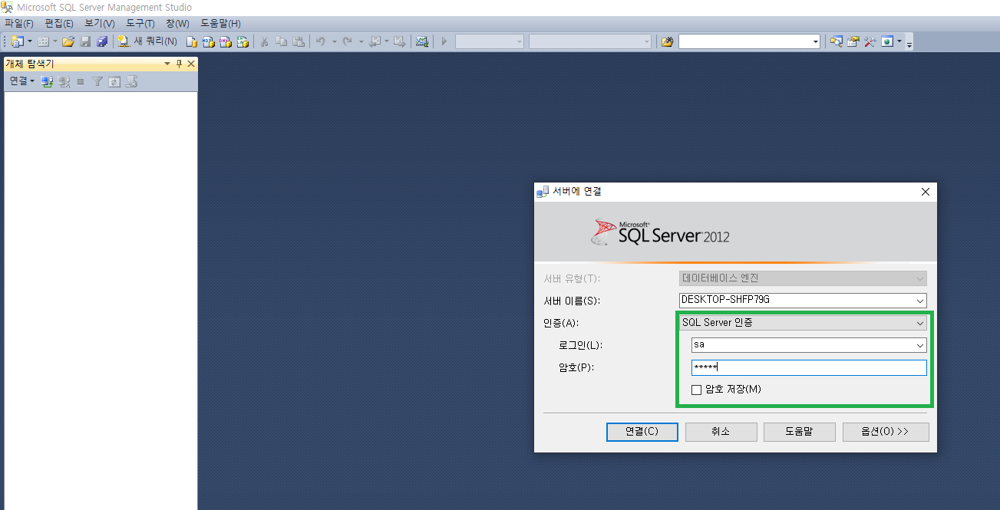 Microsoft SQL Server Management Studio
파일(F) 편집(E) 보기(V) 도구(T) 창(W) 도움말(H)
새 쿼리(N)
개체 탐색기
연결
서버에 연결
Microsoft®
SQL Server® 2012
서버 유형(T): 데이터베이스 엔진
서버 이름(S): DESKTOP-SHFP79G
인증(A): SQL Server 인증
로그인(L): sa
암호(P): *****
암호 저장(M)
연결(C) 취소 도움말 옵션(O) >>